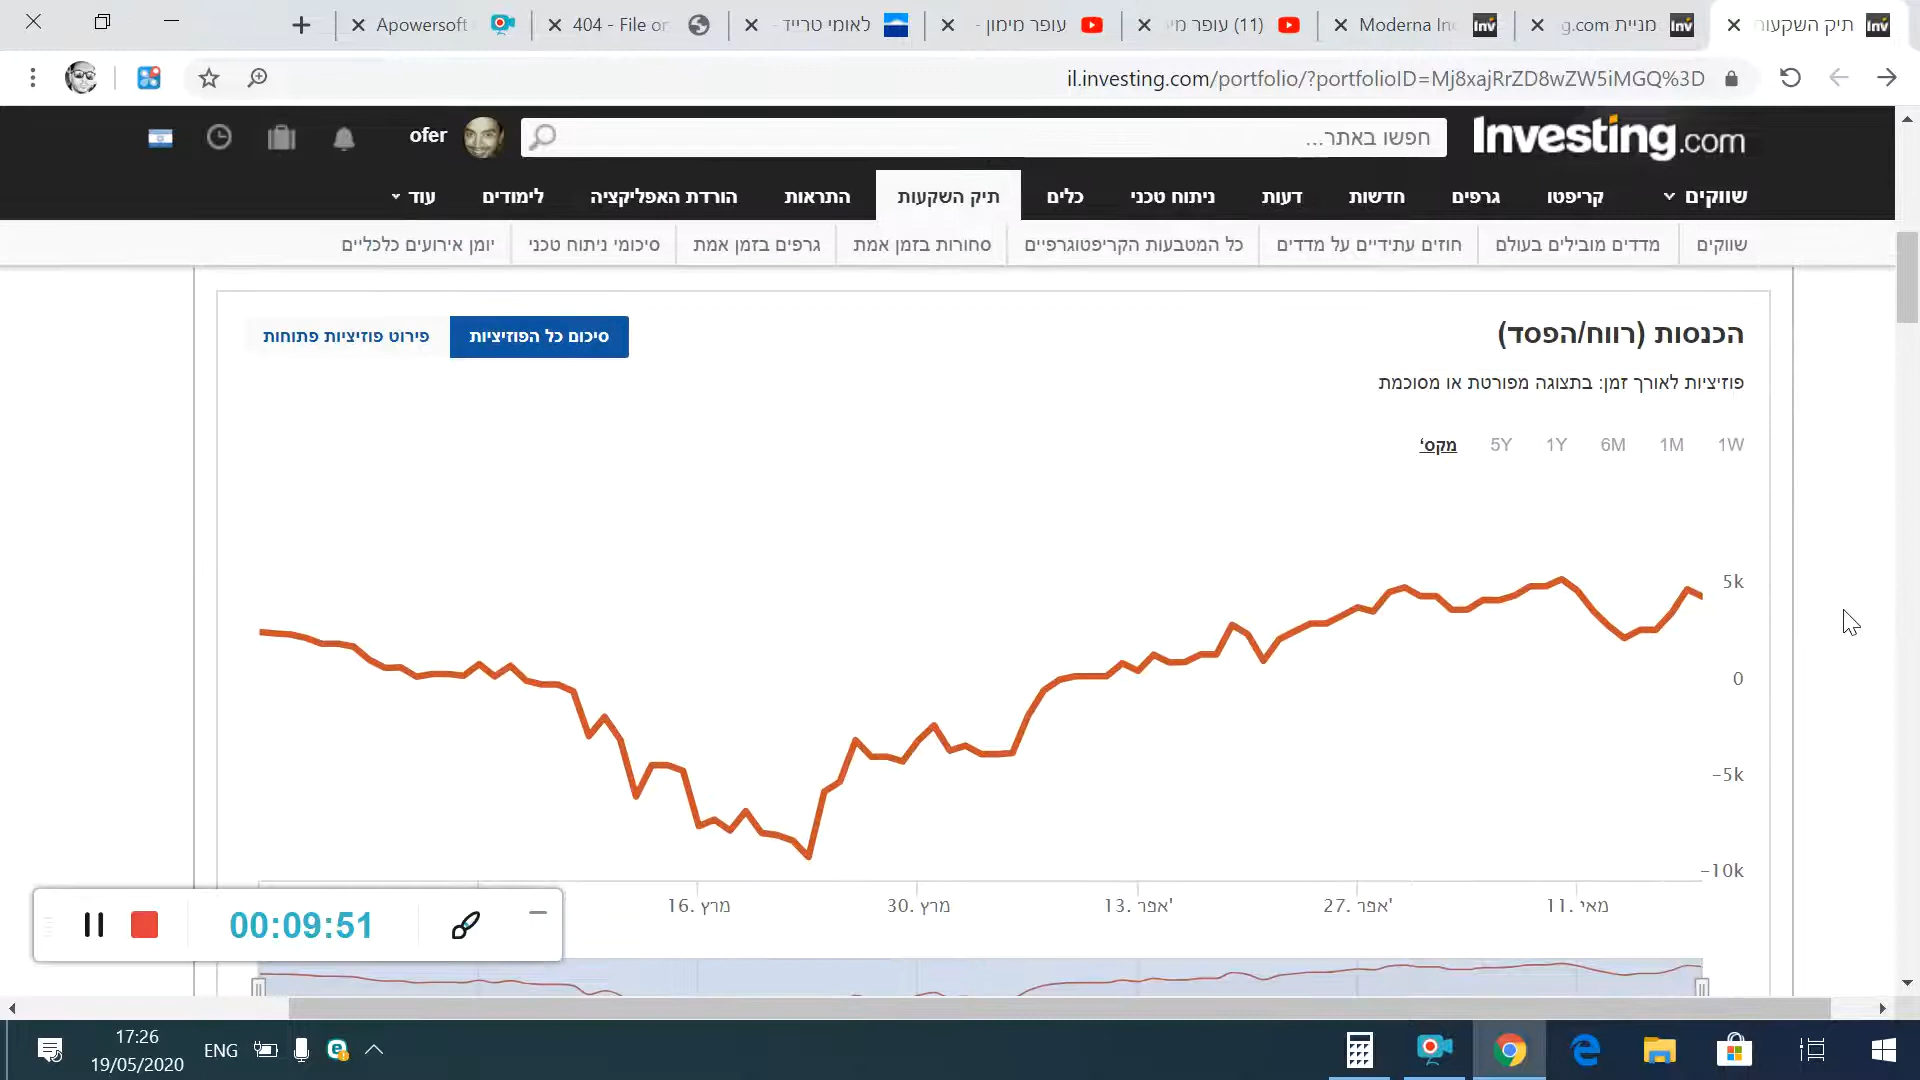 תיק השקעות
מניית g.com
Moderna Inc
(11) עופר מי
עופר מימון -
לאומי טרייד -
404 - File or
Apowersoft
il.investing.com/portfolio/?portfolioID=Mj8xajRrZD8wZW5iMGQ%3D
Investing.com
חפשו באתר...
ofer
שווקים
קריפטו
גרפים
חדשות
דעות
ניתוח טכני
כלים
תיק השקעות
התראות
הורדת האפליקציה
לימודים
עוד
שווקים
מדדים מובילים בעולם
חוזים עתידיים על מדדים
כל המטבעות הקריפטוגרפיים
סחורות בזמן אמת
גרפים בזמן אמת
סיכומי ניתוח טכני
יומן אירועים כלכליים
הכנסות (רווח/הפסד)
סיכום כל הפוזיציות
פירוט פוזיציות פתוחות
פוזיציות לאורך זמן: בתצוגה מפורטת או מסוכמת
1W
1M
6M
1Y
5Y
מקס'
5k
0
-5k
-10k
16. מרץ
30. מרץ
13. אפר'
27. אפר'
11. מאי
00:09:51
17:26
19/05/2020
ENG